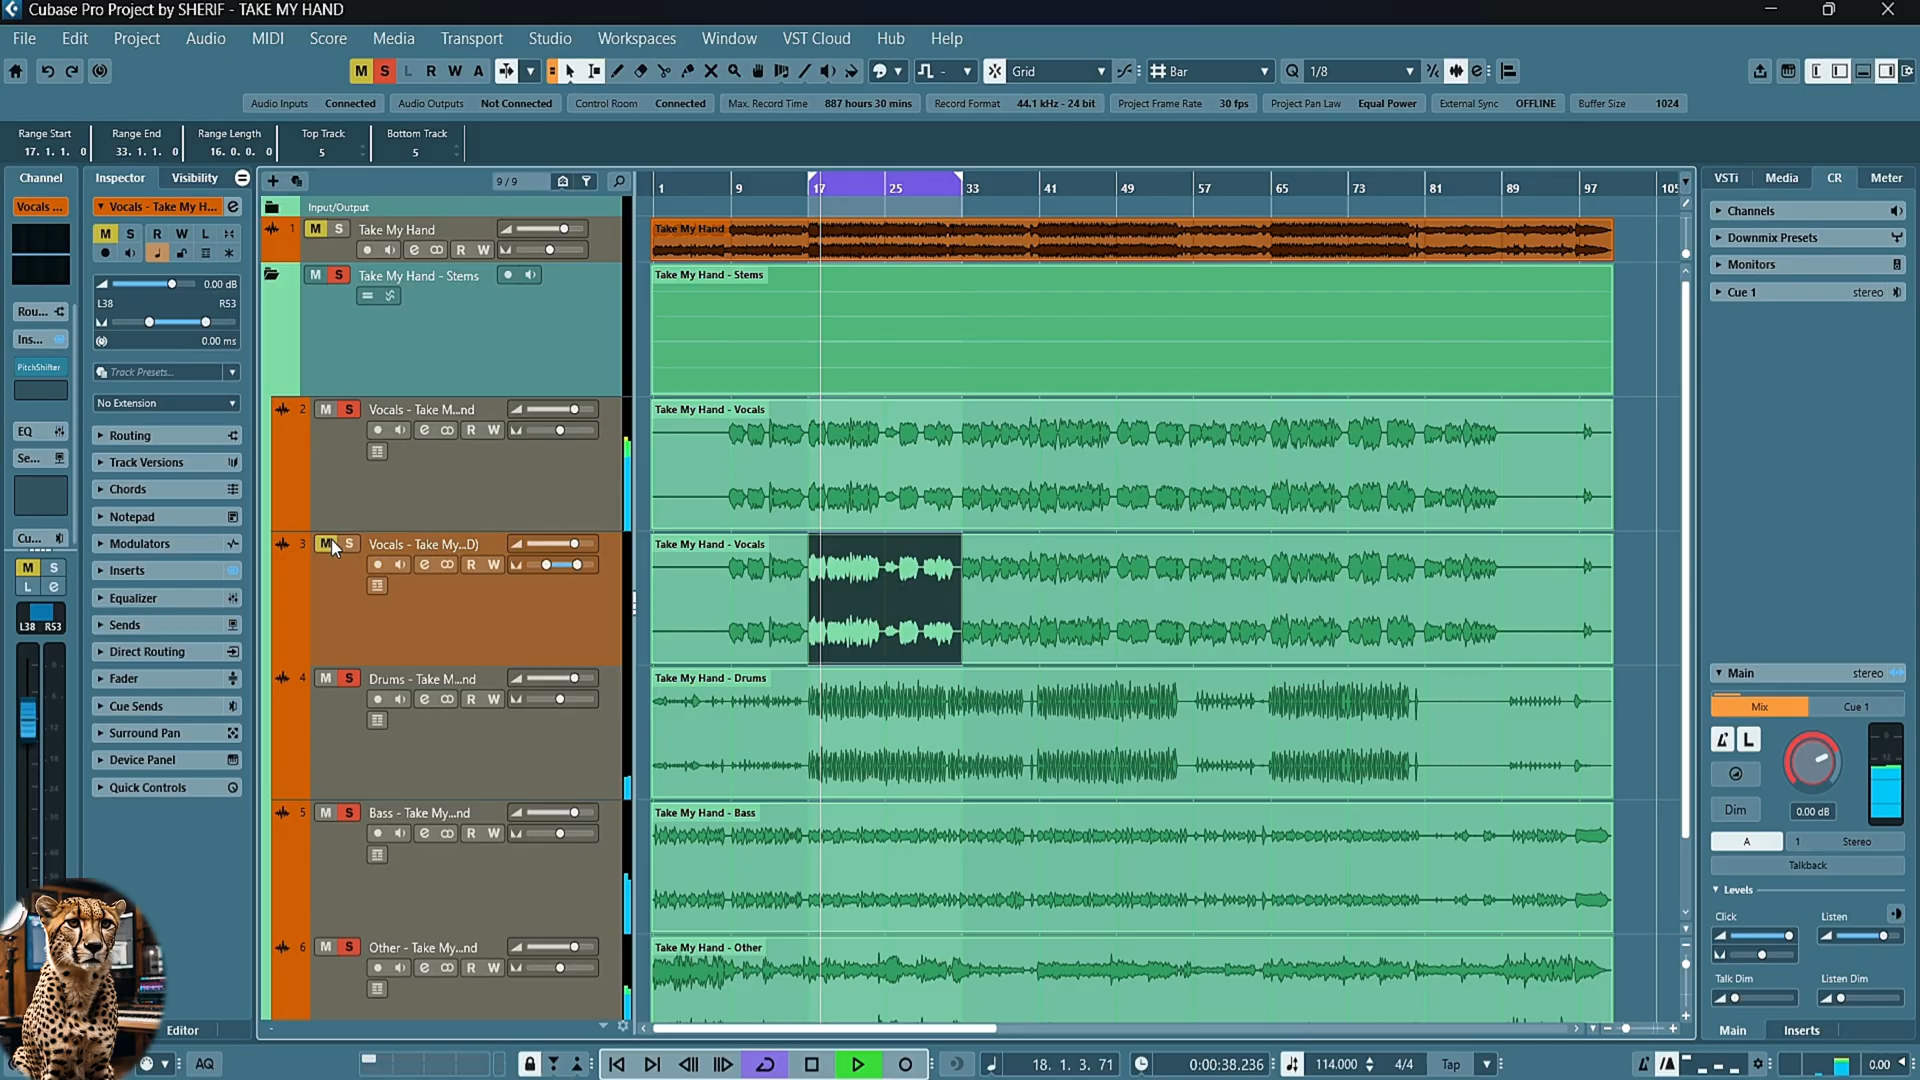 Cubase Pro Project by SHERIF - TAKE MY HAND
File Edit Project Audio MIDI Score Media Transport Studio Workspaces Window VST Cloud Hub Help
M S L R W A Grid Bar Q 1/8
Audio Inputs Connected Audio Outputs Not Connected Control Room Connected Max. Record Time 887 hours 30 mins Record Format 44.1 kHz - 24 bit Project Frame Rate 30 fps Project Pan Law Equal Power External Sync OFFLINE Buffer Size 1024
Range Start Range End Range Length Top Track Bottom Track
17. 1. 1. 0 33. 1. 1. 0 16. 0. 0. 0 5 5
Channel Inspector Visibility 9/9 1 9 17 25 33 41 49 57 65 73 81 89 97 105 VSTi Media CR Meter
Vocals ... Vocals - Take My H... e
M S R W L
0.00 dB
L38 R53
0.00 ms
Rou...
Ins...
PitchShifter
Track Presets...
No Extension
EQ
Se...
Cu...
M S
L e
L38 R53
Routing
Track Versions
Chords
Notepad
Modulators
Inserts
Equalizer
Sends
Direct Routing
Fader
Cue Sends
Surround Pan
Device Panel
Quick Controls
Editor
Input/Output
1 M S Take My Hand
e R W
Take My Hand
M S Take My Hand - Stems
Take My Hand - Stems
2 M S Vocals - Take M...nd
e R W
Take My Hand - Vocals
3 M S Vocals - Take My...D)
e R W
Take My Hand - Vocals
4 M S Drums - Take M...nd
e R W
Take My Hand - Drums
5 M S Bass - Take My...nd
e R W
Take My Hand - Bass
6 M S Other - Take My...nd
e R W
Take My Hand - Other
Channels
Downmix Presets
Monitors
Cue 1 stereo
Main stereo
Mix Cue 1
L
Dim 0.00 dB
A 1 Stereo
Talkback
Levels
Click Listen
Talk Dim Listen Dim
Main Inserts
AQ 18. 1. 3. 71 0:00:38.236 114.000 4/4 Tap 0.00